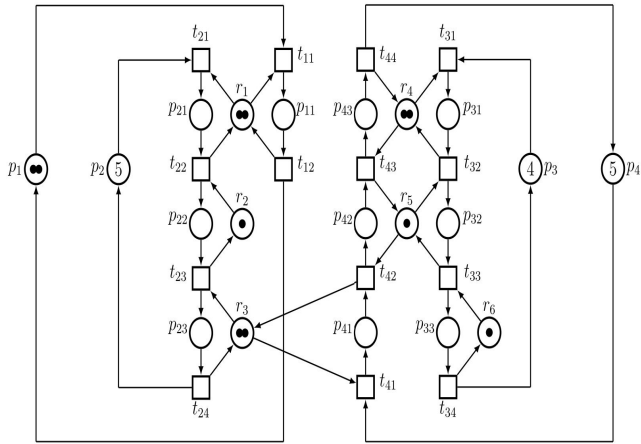 t21 t11 t44 t31
r1 r4
p21 p11 p43 p31
p1 p2 5 t22 t12 t43 t32 4 p3 5 p4
r2 r5
p22 p42 p32
t23 t42 t33
r3 r6
p23 p41 p33
t24 t41 t34